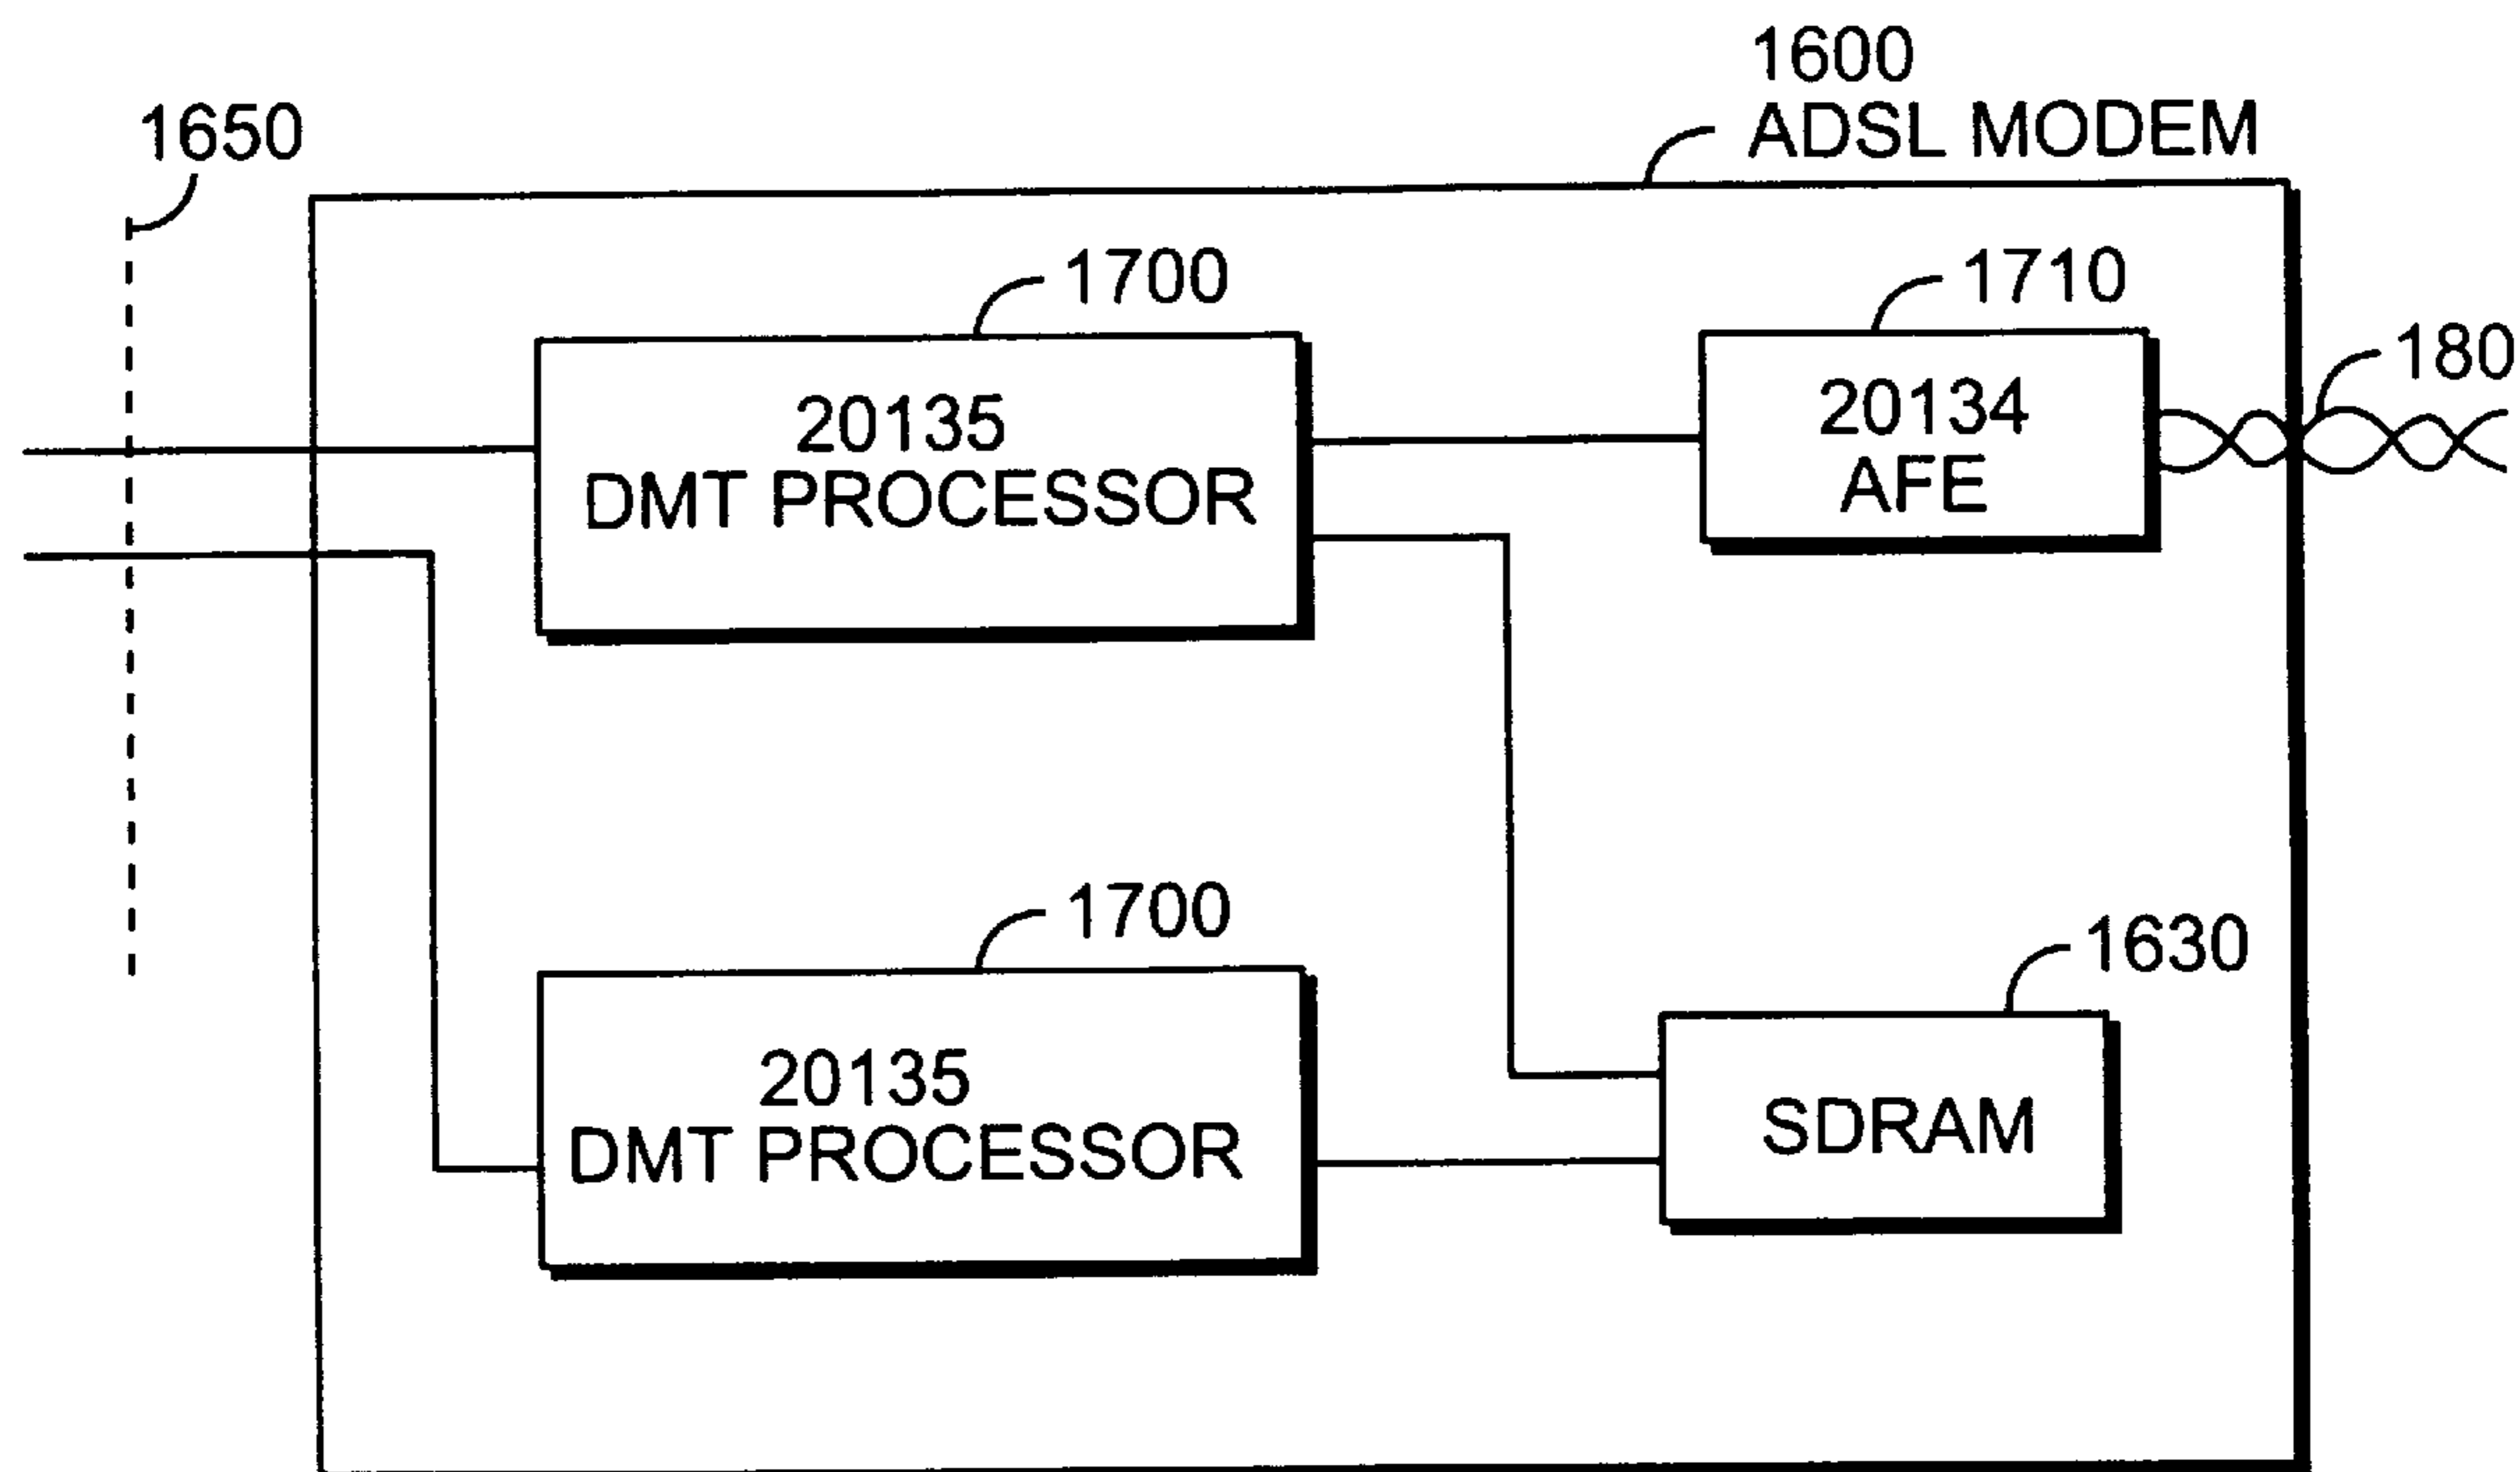 1600
ADSL MODEM
1650
1700
1710
180
20135
DMT PROCESSOR
20134
AFE
1700
1630
20135
DMT PROCESSOR
SDRAM